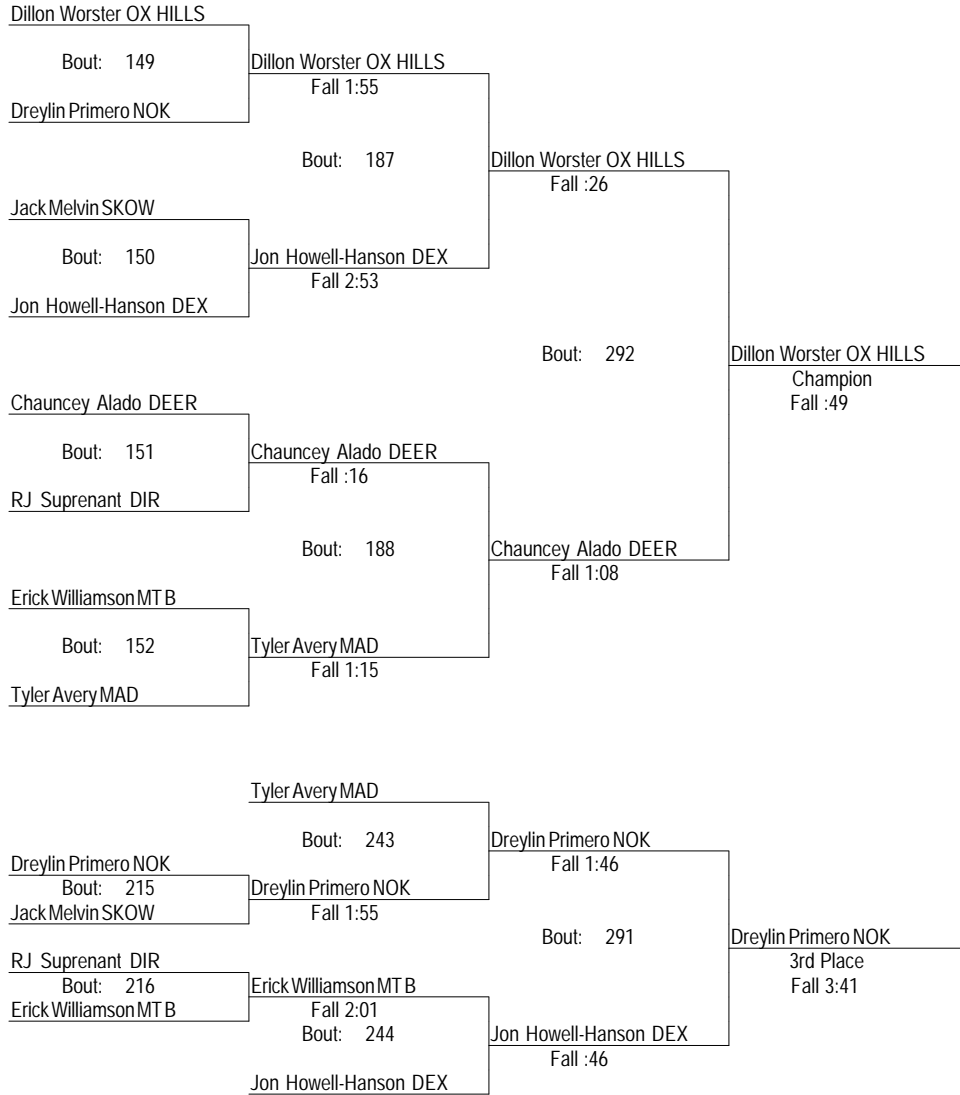 Dillon Worster OX HILLS
Bout: 149 Dillon Worster OX HILLS
Fall 1:55
Dreylin Primero NOK
Bout: 187 Dillon Worster OX HILLS
Fall :26
Jack Melvin SKOW
Bout: 150 Jon Howell-Hanson DEX
Fall 2:53
Jon Howell-Hanson DEX
Bout: 292 Dillon Worster OX HILLS
Champion
Chauncey Alado DEER Fall :49
Bout: 151 Chauncey Alado DEER
Fall :16
RJ Suprenant DIR
Bout: 188 Chauncey Alado DEER
Fall 1:08
Erick Williamson MT B
Bout: 152 Tyler Avery MAD
Fall 1:15
Tyler Avery MAD
Tyler Avery MAD
Bout: 243 Dreylin Primero NOK
Dreylin Primero NOK Fall 1:46
Bout: 215 Dreylin Primero NOK
Jack Melvin SKOW Fall 1:55
Bout: 291 Dreylin Primero NOK
RJ Suprenant DIR 3rd Place
Bout: 216 Erick Williamson MT B Fall 3:41
Erick Williamson MT B Fall 2:01
Bout: 244 Jon Howell-Hanson DEX
Fall :46
Jon Howell-Hanson DEX